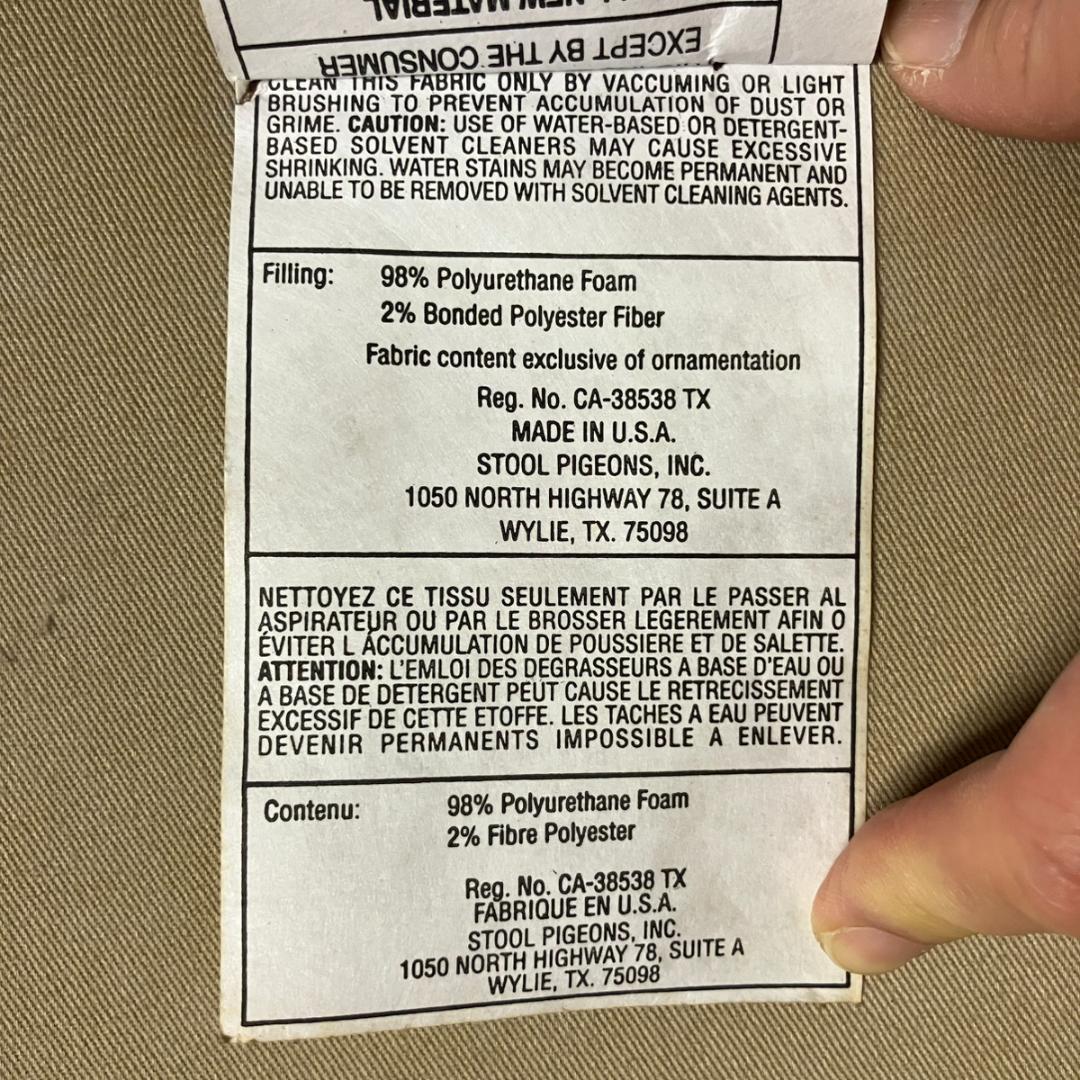 NEW MATERIAL
EXCEPT BY THE CONSUMER
CLEAN THIS FABRIC ONLY BY VACCUMING OR LIGHT
BRUSHING TO PREVENT ACCUMULATION OF DUST OR
GRIME. CAUTION: USE OF WATER-BASED OR DETERGENT-
BASED SOLVENT CLEANERS MAY CAUSE EXCESSIVE
SHRINKING. WATER STAINS MAY BECOME PERMANENT AND
UNABLE TO BE REMOVED WITH SOLVENT CLEANING AGENTS.
Filling: 98% Polyurethane Foam
2% Bonded Polyester Fiber
Fabric content exclusive of ornamentation
Reg. No. CA-38538 TX
MADE IN U.S.A.
STOOL PIGEONS, INC.
1050 NORTH HIGHWAY 78, SUITE A
WYLIE, TX. 75098
NETTOYEZ CE TISSU SEULEMENT PAR LE PASSER AL
ASPIRATEUR OU PAR LE BROSSER LEGEREMENT AFIN O
ÉVITER L ÁCCUMULATION DE POUSSIERE ET DE SALETTE.
ATTENTION: L'EMLOI DES DEGRASSEURS A BASE D'EAU OU
A BASE DE DETERGENT PEUT CAUSE LE RETRECISSEMENT
EXCESSIF DE CETTE ETOFFE. LES TACHES A EAU PEUVENT
DEVENIR PERMANENTS IMPOSSIBLE A ENLEVER.
Contenu: 98% Polyurethane Foam
2% Fibre Polyester
Reg. No. CA-38538 TX
FABRIQUE EN U.S.A.
STOOL PIGEONS, INC.
1050 NORTH HIGHWAY 78, SUITE A
WYLIE, TX. 75098